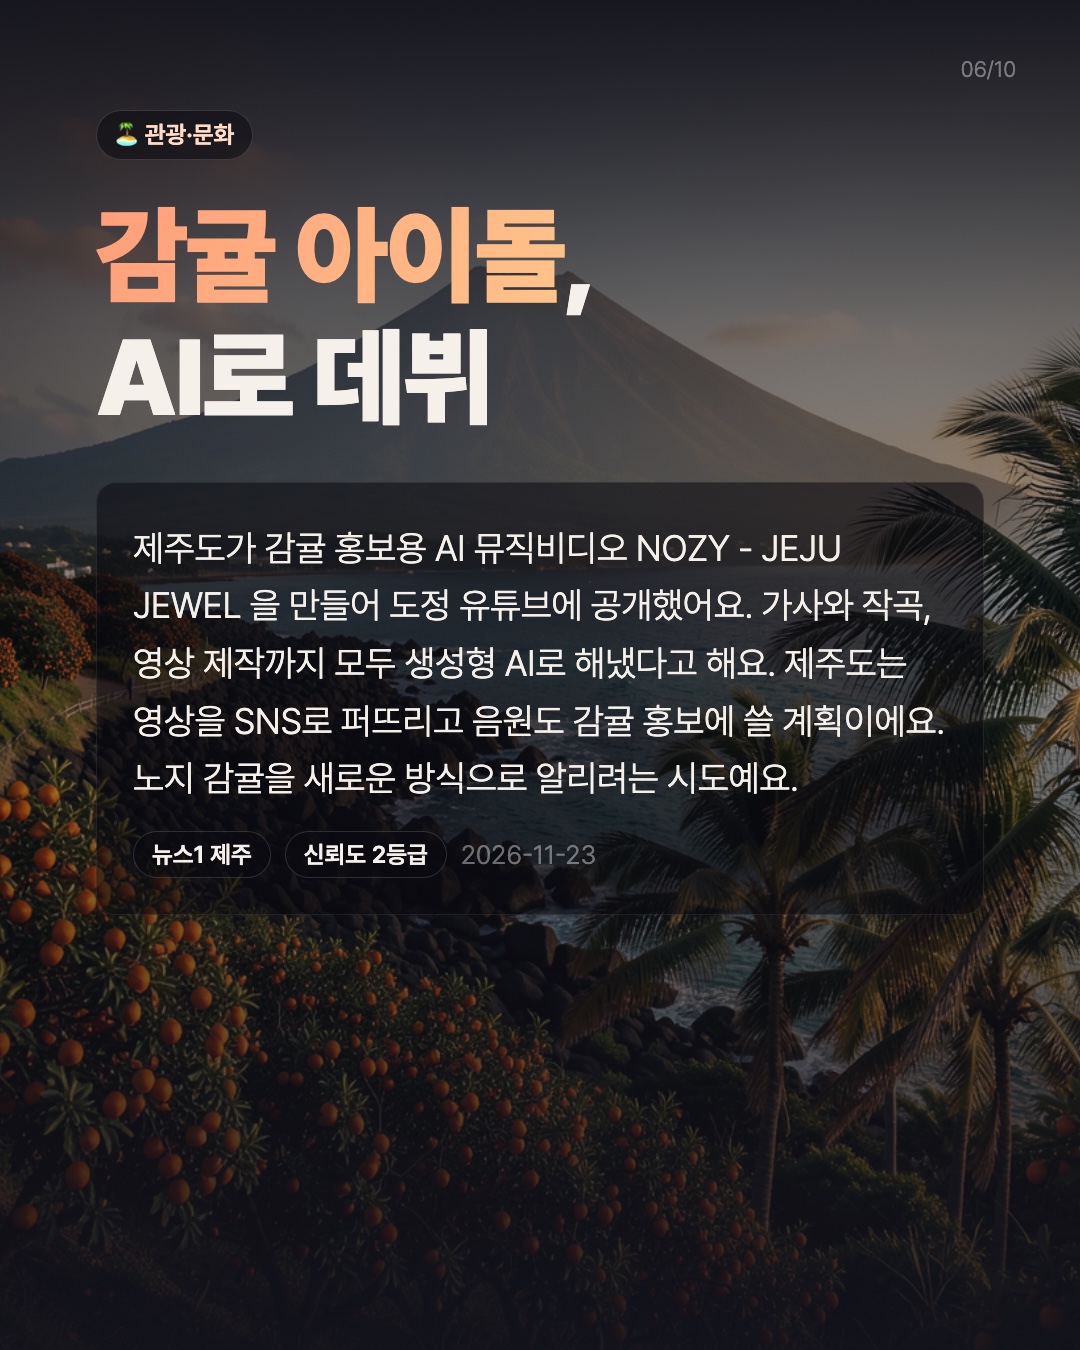 06/10
🏝️ 관광·문화
감귤 아이돌,
AI로 데뷔
제주도가 감귤 홍보용 AI 뮤직비디오 NOZY - JEJU
JEWEL 을 만들어 도정 유튜브에 공개했어요. 가사와 작곡,
영상 제작까지 모두 생성형 AI로 해냈다고 해요. 제주도는
영상을 SNS로 퍼뜨리고 음원도 감귤 홍보에 쓸 계획이에요.
노지 감귤을 새로운 방식으로 알리려는 시도예요.
뉴스1 제주 신뢰도 2등급 2026-11-23